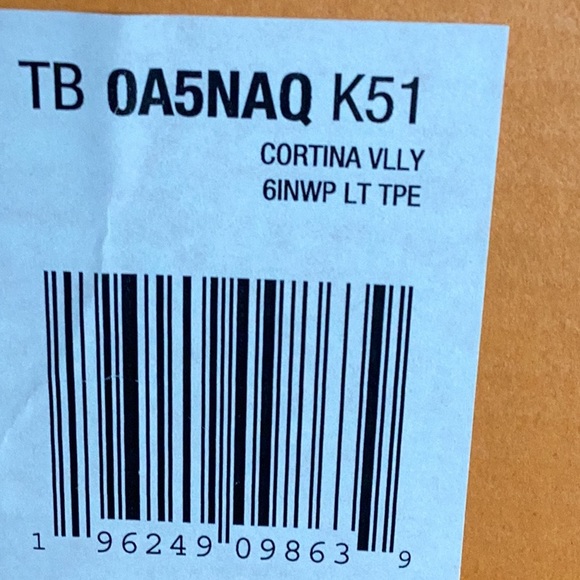 TB 0A5NAQ K51
CORTINA VLLY
6INWP LT TPE
1 96249 09863 9